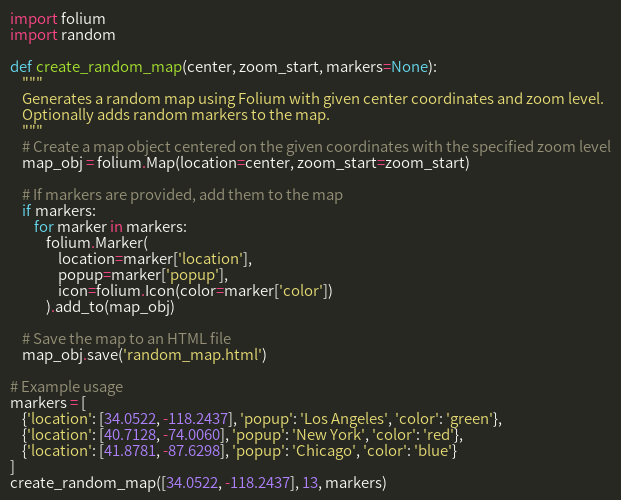 import folium
import random
def create_random_map(center, zoom_start, markers=None):
"""
Generates a random map using Folium with given center coordinates and zoom level.
Optionally adds random markers to the map.
"""
# Create a map object centered on the given coordinates with the specified zoom level
map_obj = folium.Map(location=center, zoom_start=zoom_start)
# If markers are provided, add them to the map
if markers:
for marker in markers:
folium.Marker(
location=marker['location'],
popup=marker['popup'],
icon=folium.Icon(color=marker['color'])
).add_to(map_obj)
# Save the map to an HTML file
map_obj.save('random_map.html')
# Example usage
markers = [
{'location': [34.0522, -118.2437], 'popup': 'Los Angeles', 'color': 'green'},
{'location': [40.7128, -74.0060], 'popup': 'New York', 'color': 'red'},
{'location': [41.8781, -87.6298], 'popup': 'Chicago', 'color': 'blue'}
]
create_random_map([34.0522, -118.2437], 13, markers)